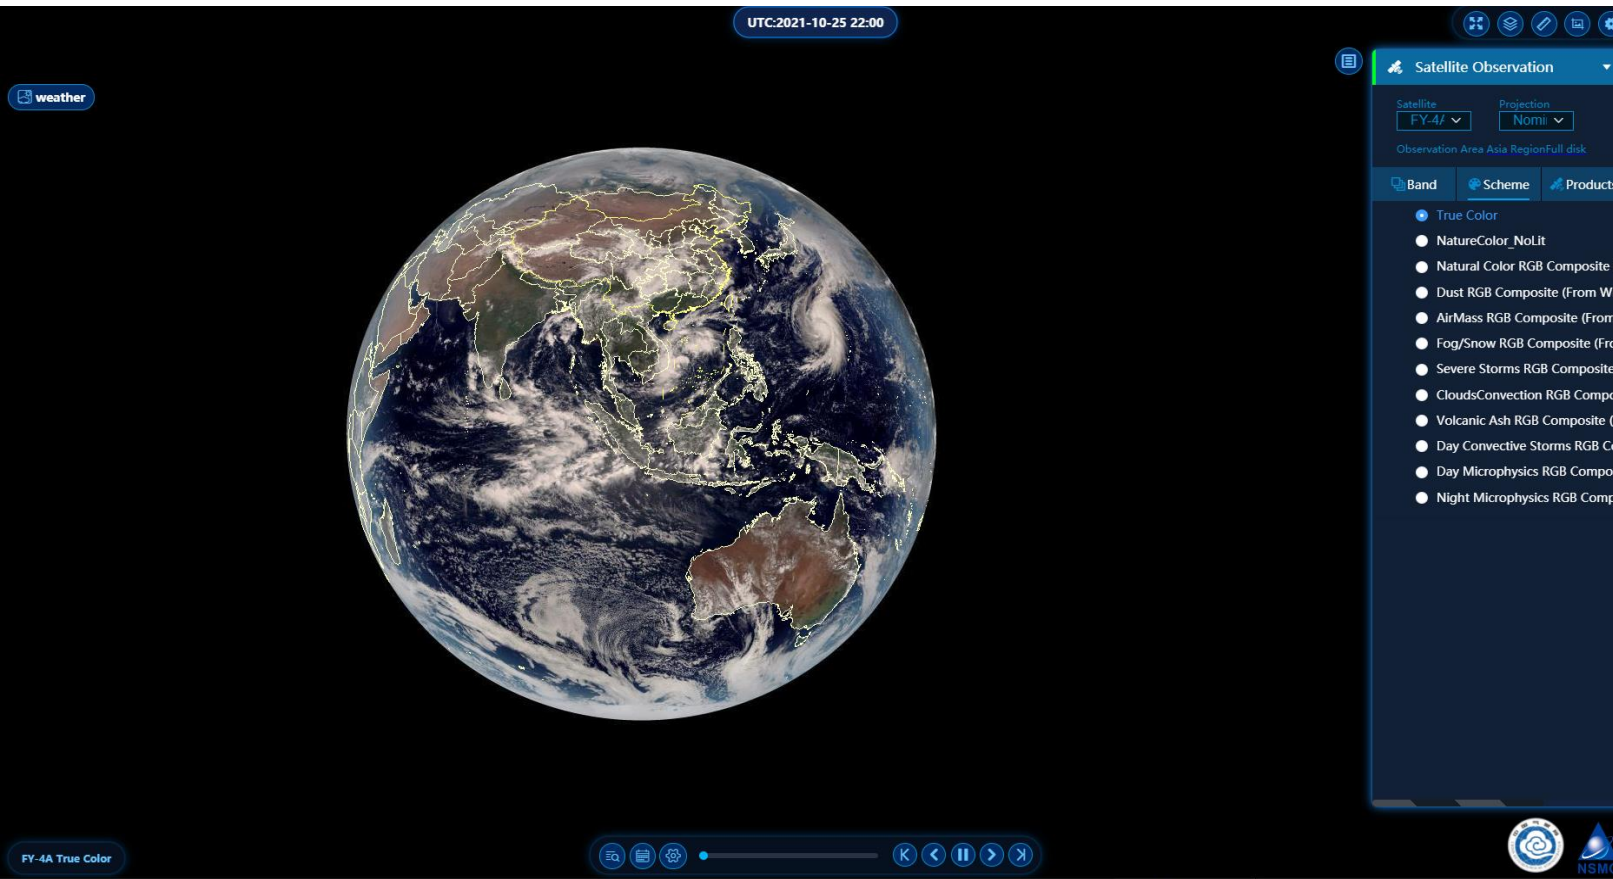 UTC:2021-10-25 22:00
weather
Satellite Observation
Satellite Projection
FY-4A Nomi
Observation Area Asia RegionFull disk
Band Scheme Products
True Color
NatureColor_NoLit
Natural Color RGB Composite
Dust RGB Composite (From W
AirMass RGB Composite (From
Fog/Snow RGB Composite (Fro
Severe Storms RGB Composite
CloudsConvection RGB Compo
Volcanic Ash RGB Composite (
Day Convective Storms RGB C
Day Microphysics RGB Compo
Night Microphysics RGB Comp
FY-4A True Color
NSMC